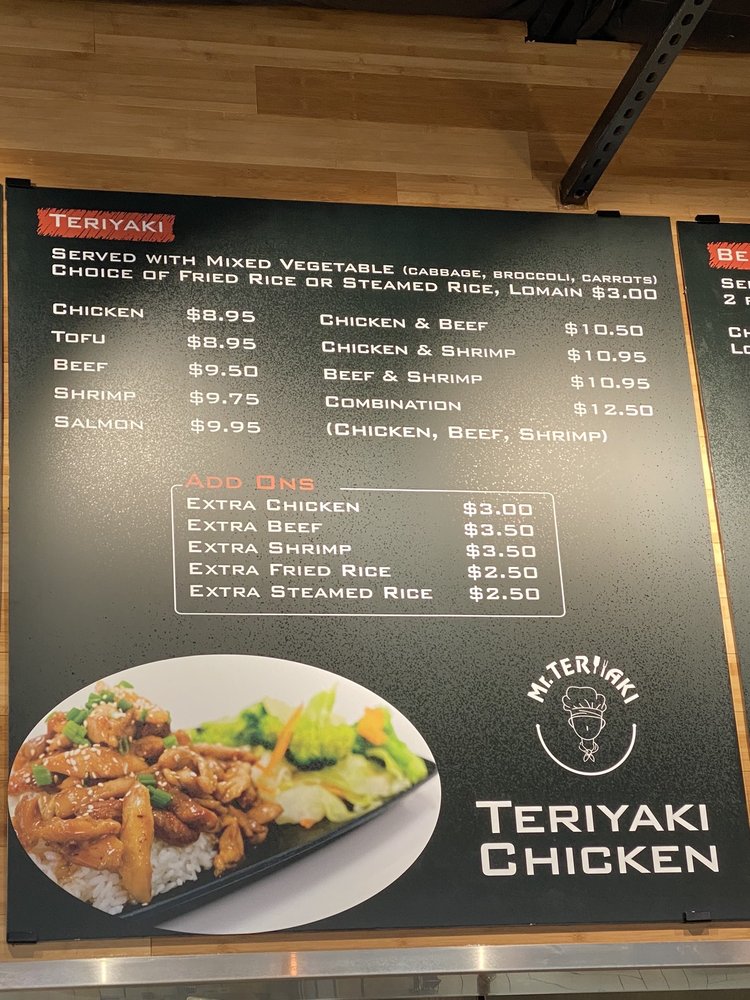 TERIYAKI
SERVED WITH MIXED VEGETABLE (CABBAGE, BROCCOLI, CARROTS)
CHOICE OF FRIED RICE OR STEAMED RICE, LOMAIN $3.00
CHICKEN $8.95
TOFU $8.95
BEEF $9.50
SHRIMP $9.75
SALMON $9.95
CHICKEN & BEEF $10.50
CHICKEN & SHRIMP $10.95
BEEF & SHRIMP $10.95
COMBINATION $12.50
(CHICKEN, BEEF, SHRIMP)
ADD ONS
EXTRA CHICKEN $3.00
EXTRA BEEF $3.50
EXTRA SHRIMP $3.50
EXTRA FRIED RICE $2.50
EXTRA STEAMED RICE $2.50
Mr. TERIYAKI
TERIYAKI
CHICKEN